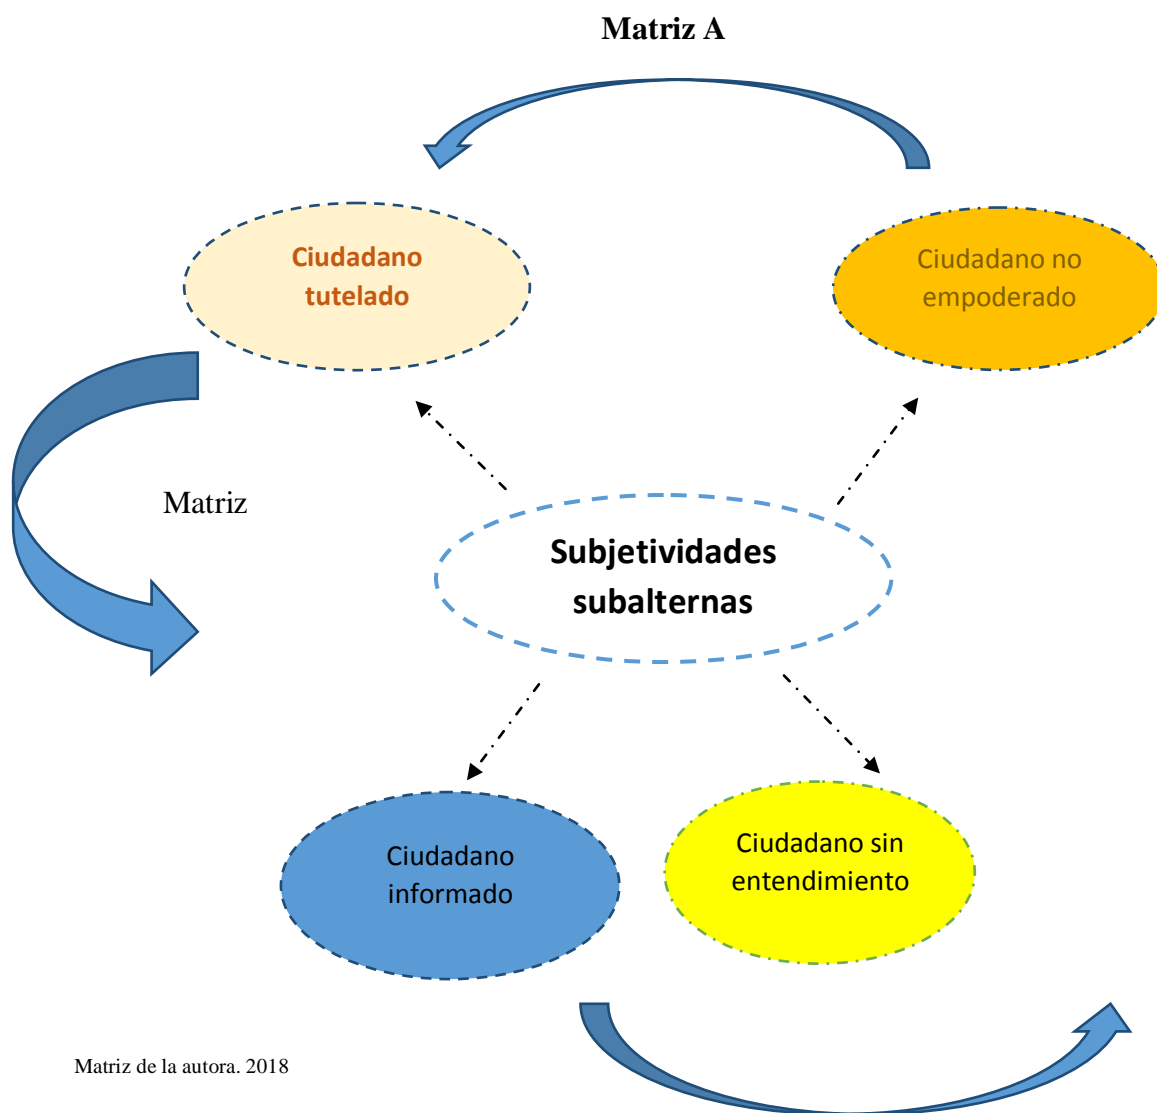 Matriz A
Ciudadano
tutelado
Ciudadano no
empoderado
Matriz
Subjetividades
subalternas
Ciudadano
informado
Ciudadano sin
entendimiento
Matriz de la autora. 2018